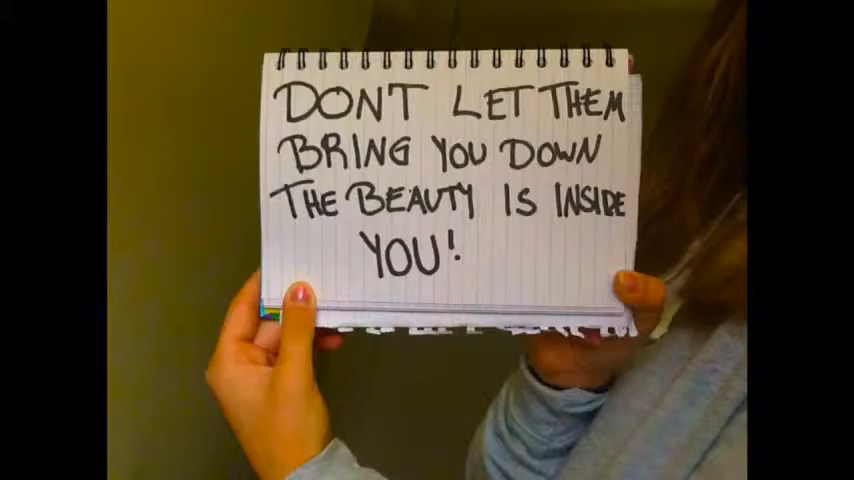 DONT LET THEM
BRING YOU DOWN
THE BEAUTY IS INSIDE
YOU!